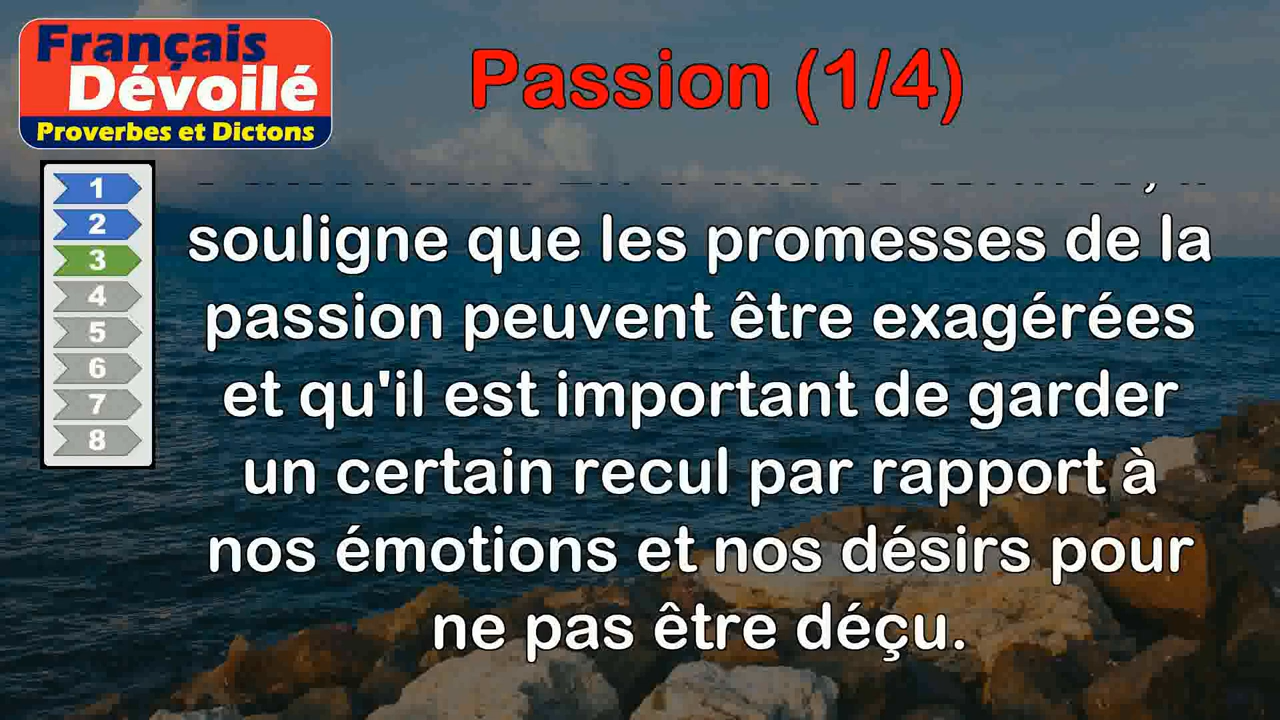 Français
Dévoilé
Proverbes et Dictons
Passion (1/4)
1
2
3
4
5
6
7
8
souligne que les promesses de la
passion peuvent être exagérées
et qu'il est important de garder
un certain recul par rapport à
nos émotions et nos désirs pour
ne pas être déçu.